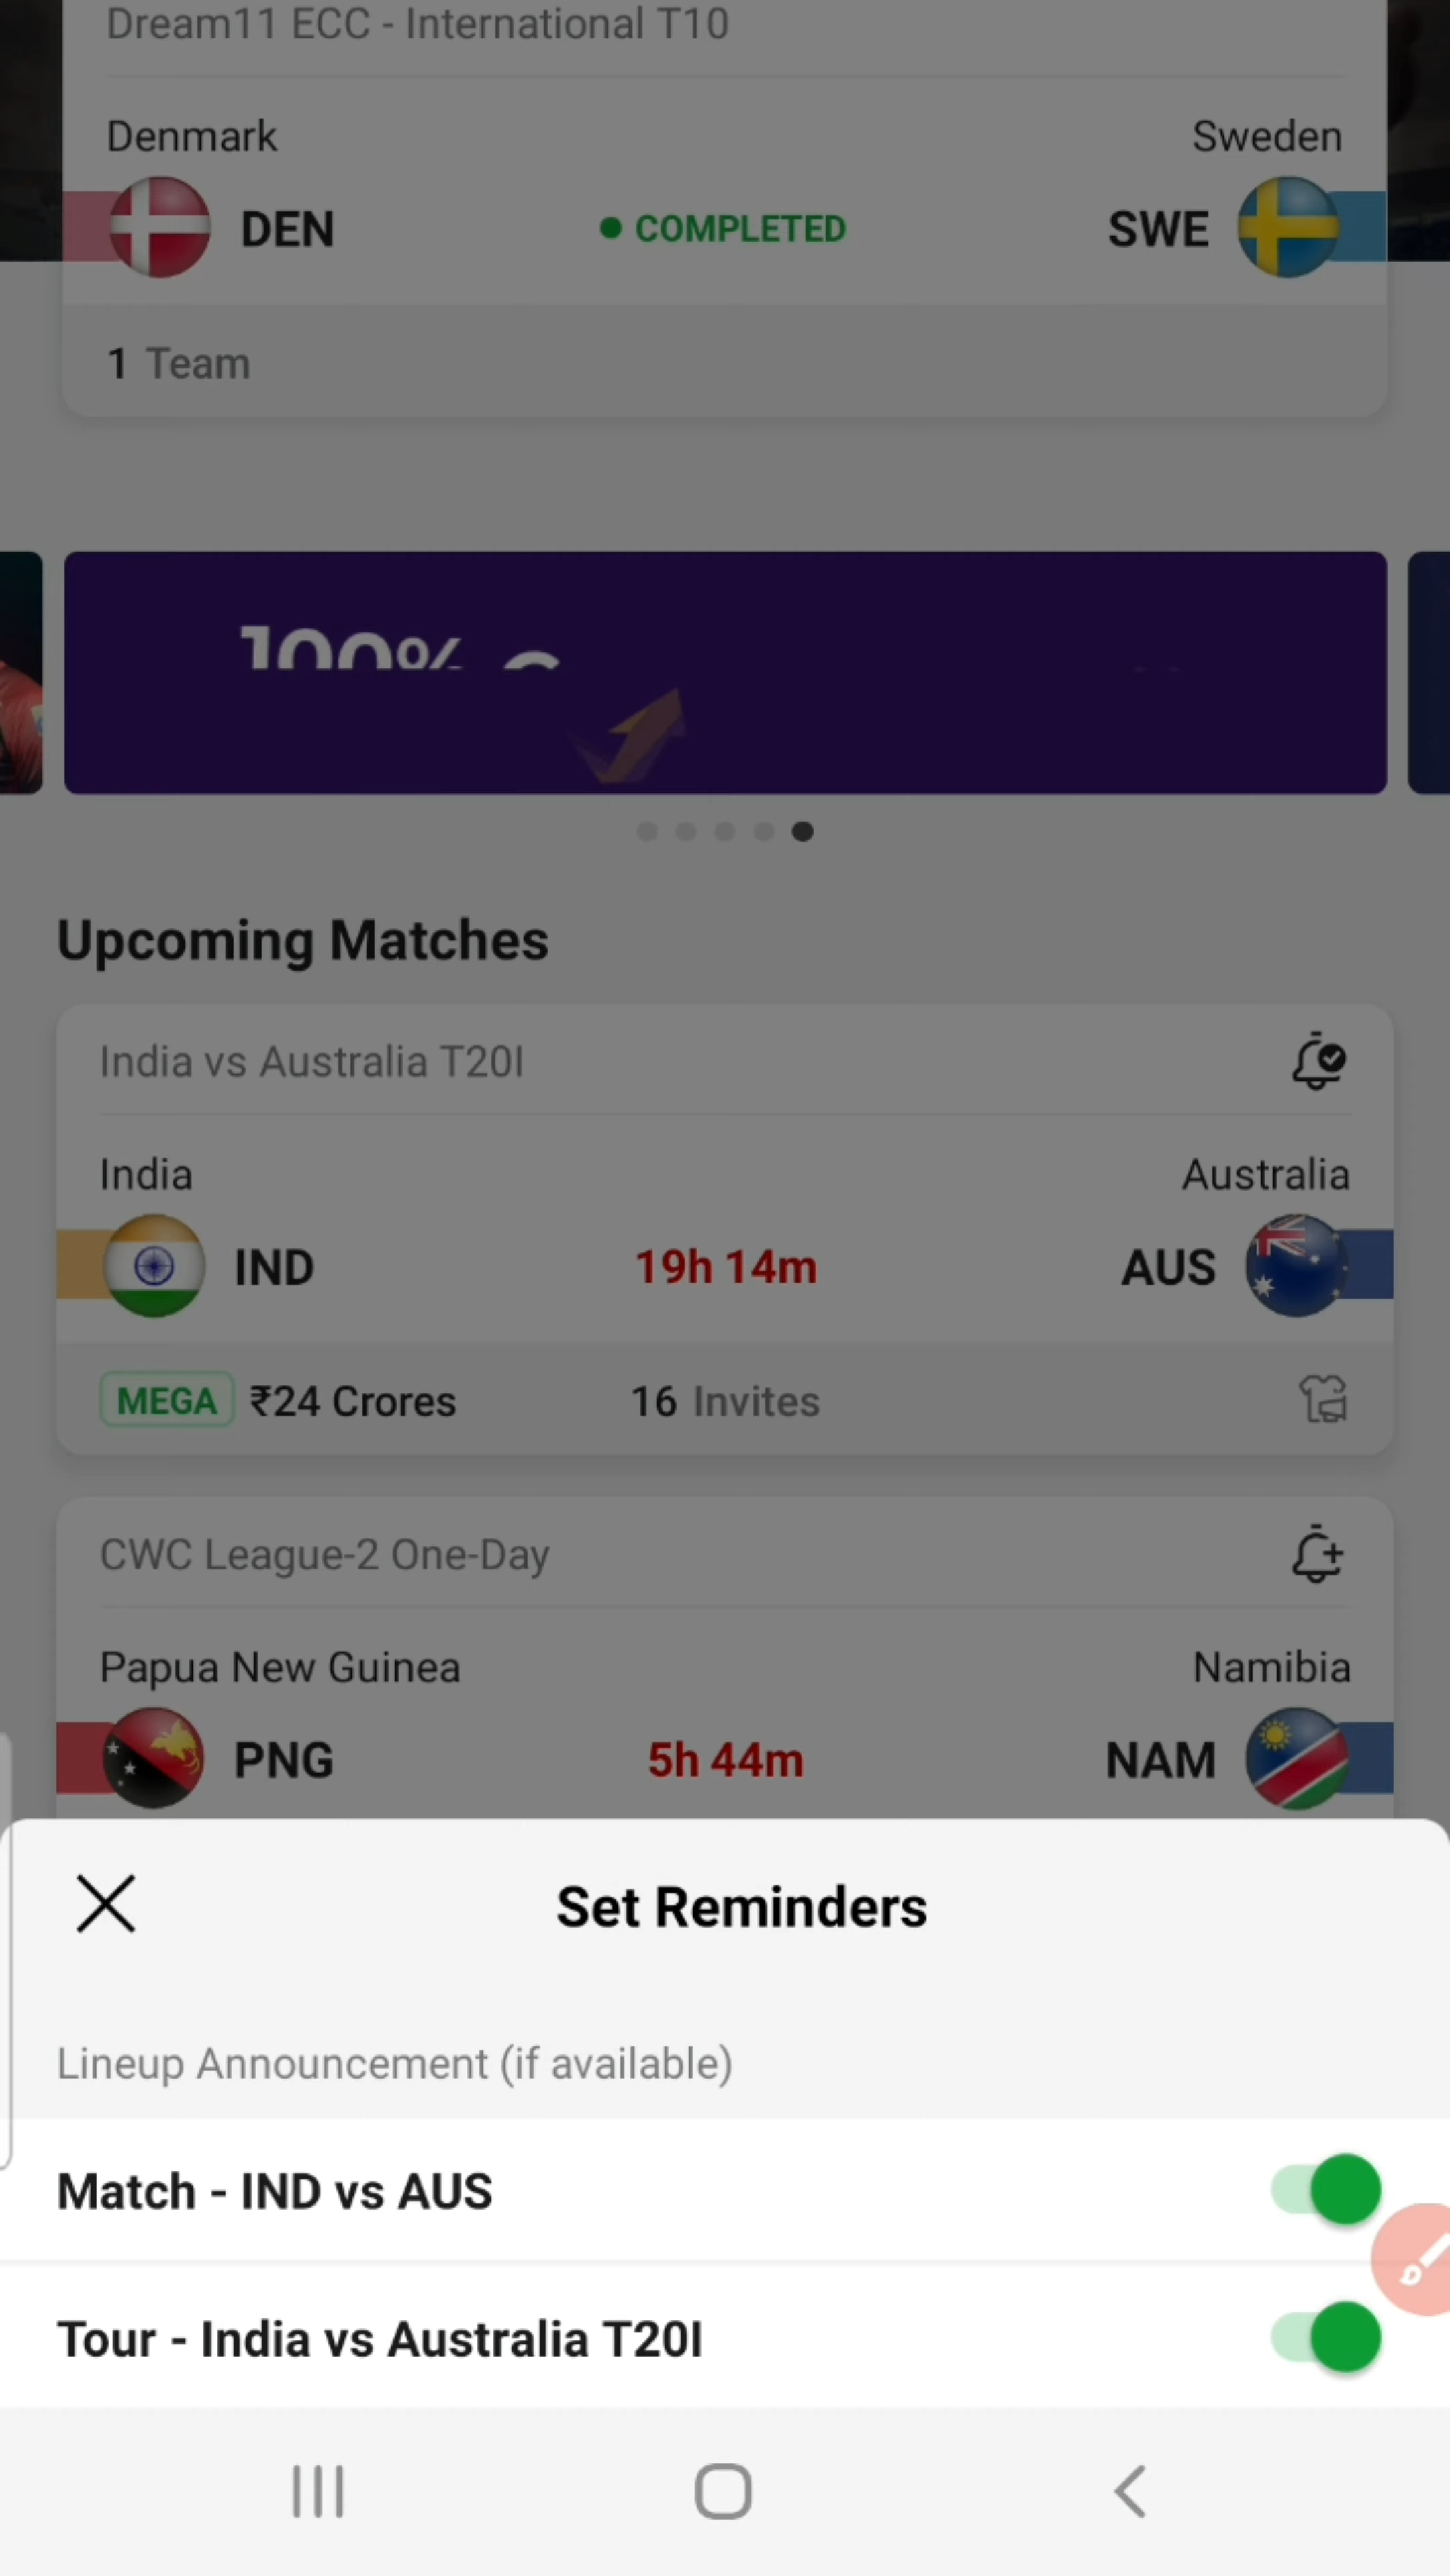 Dream11 ECC - International T10
Denmark Sweden
DEN COMPLETED SWE
1 Team
100%
Upcoming Matches
India vs Australia T20I
India Australia
IND 19h 14m AUS
MEGA ₹24 Crores 16 Invites
CWC League-2 One-Day
Papua New Guinea Namibia
PNG 5h 44m NAM
Set Reminders
Lineup Announcement (if available)
Match - IND vs AUS
Tour - India vs Australia T20I